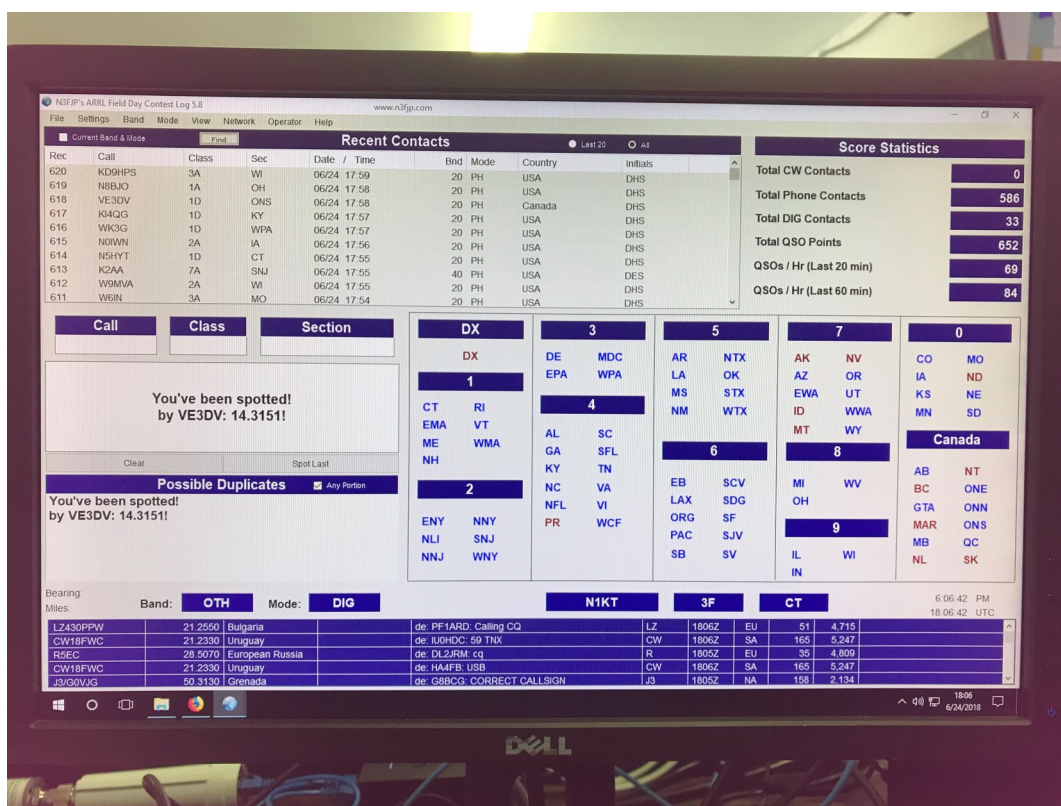 N3FJP's ARRL Field Day Contest Log 5.8
www.n3fjp.com
File Settings Band Mode View Network Operator Help
Current Band & Mode Find Recent Contacts Last 20 All
Rec Call Class Sec Date / Time Bnd Mode Country Initials
620 KD9HPS 3A WI 06/24 17:59 20 PH USA DHS
619 N8BJO 1A OH 06/24 17:58 20 PH USA DHS
618 VE3DV 1D ONS 06/24 17:58 20 PH Canada DHS
617 KI4QG 1D KY 06/24 17:57 20 PH USA DHS
616 WK3G 1D WPA 06/24 17:57 20 PH USA DHS
615 N0IWN 2A IA 06/24 17:56 20 PH USA DHS
614 N5HYT 1D CT 06/24 17:55 20 PH USA DHS
613 K2AA 7A SNJ 06/24 17:55 40 PH USA DES
612 W9MVA 2A WI 06/24 17:55 20 PH USA DHS
611 W6IN 3A MO 06/24 17:54 20 PH USA DHS
Score Statistics
Total CW Contacts 0
Total Phone Contacts 586
Total DIG Contacts 33
Total QSO Points 652
QSOs / Hr (Last 20 min) 69
QSOs / Hr (Last 60 min) 84
Call Class Section
You've been spotted!
by VE3DV: 14.3151!
Clear Spot Last
Possible Duplicates Any Portion
You've been spotted!
by VE3DV: 14.3151!
DX
DX
1
CT RI
EMA VT
ME WMA
NH
2
ENY NNY
NLI SNJ
NNJ WNY
3
DE MDC
EPA WPA
4
AL SC
GA SFL
KY TN
NC VA
NFL VI
PR WCF
5
AR NTX
LA OK
MS STX
NM WTX
6
EB SCV
LAX SDG
ORG SF
PAC SJV
SB SV
7
AK NV
AZ OR
EWA UT
ID WWA
MT WY
8
MI WV
OH
9
IL WI
IN
0
CO MO
IA ND
KS NE
MN SD
Canada
AB NT
BC ONE
GTA ONN
MAR ONS
MB QC
NL SK
Bearing:
Miles:
Band: OTH Mode: DIG
N1KT 3F CT
6:06:42 PM
18:06:42 UTC
LZ430PPW 21.2550 Bulgaria de: PF1ARD: Calling CQ LZ 1806Z EU 51 4,715
CW18FWC 21.2330 Uruguay de: IU0HDC: 59 TNX CW 1806Z SA 165 5,247
R5EC 28.5070 European Russia de: DL2JRM: cq R 1805Z EU 35 4,809
CW18FWC 21.2330 Uruguay de: HA4FB: USB CW 1806Z SA 165 5,247
J3/G0VJG 50.3130 Grenada de: G8BCG: CORRECT CALLSIGN J3 1805Z NA 158 2,134
18:06
6/24/2018
DELL